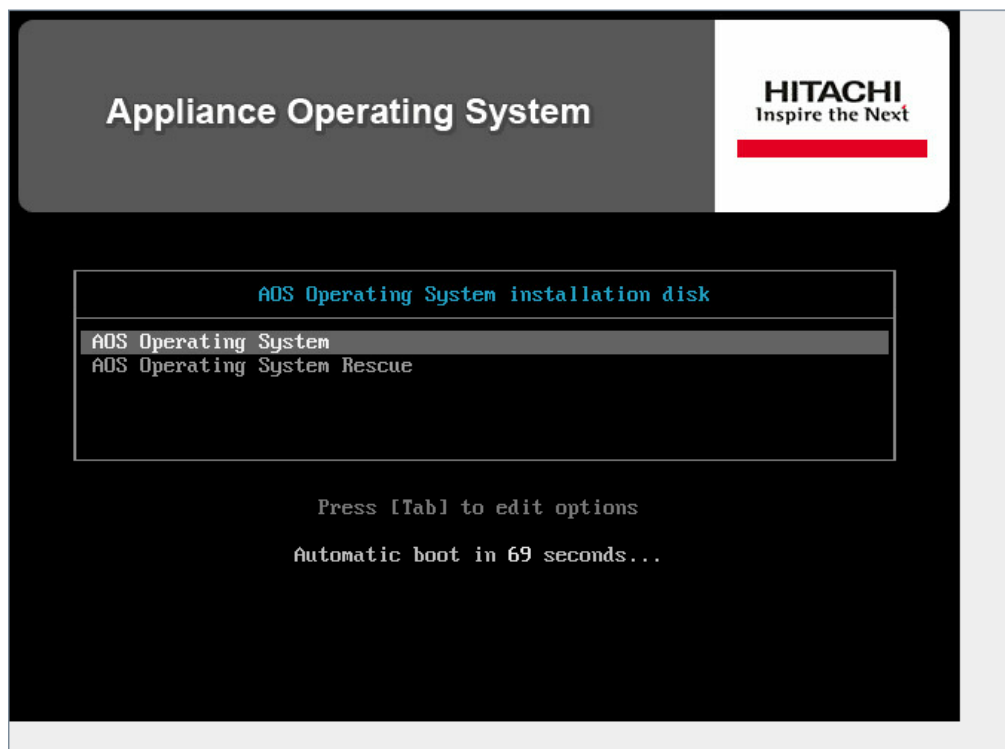 Appliance Operating System
HITACHI
Inspire the Next
AOS Operating System installation disk
AOS Operating System
AOS Operating System Rescue
Press [Tab] to edit options
Automatic boot in 69 seconds...